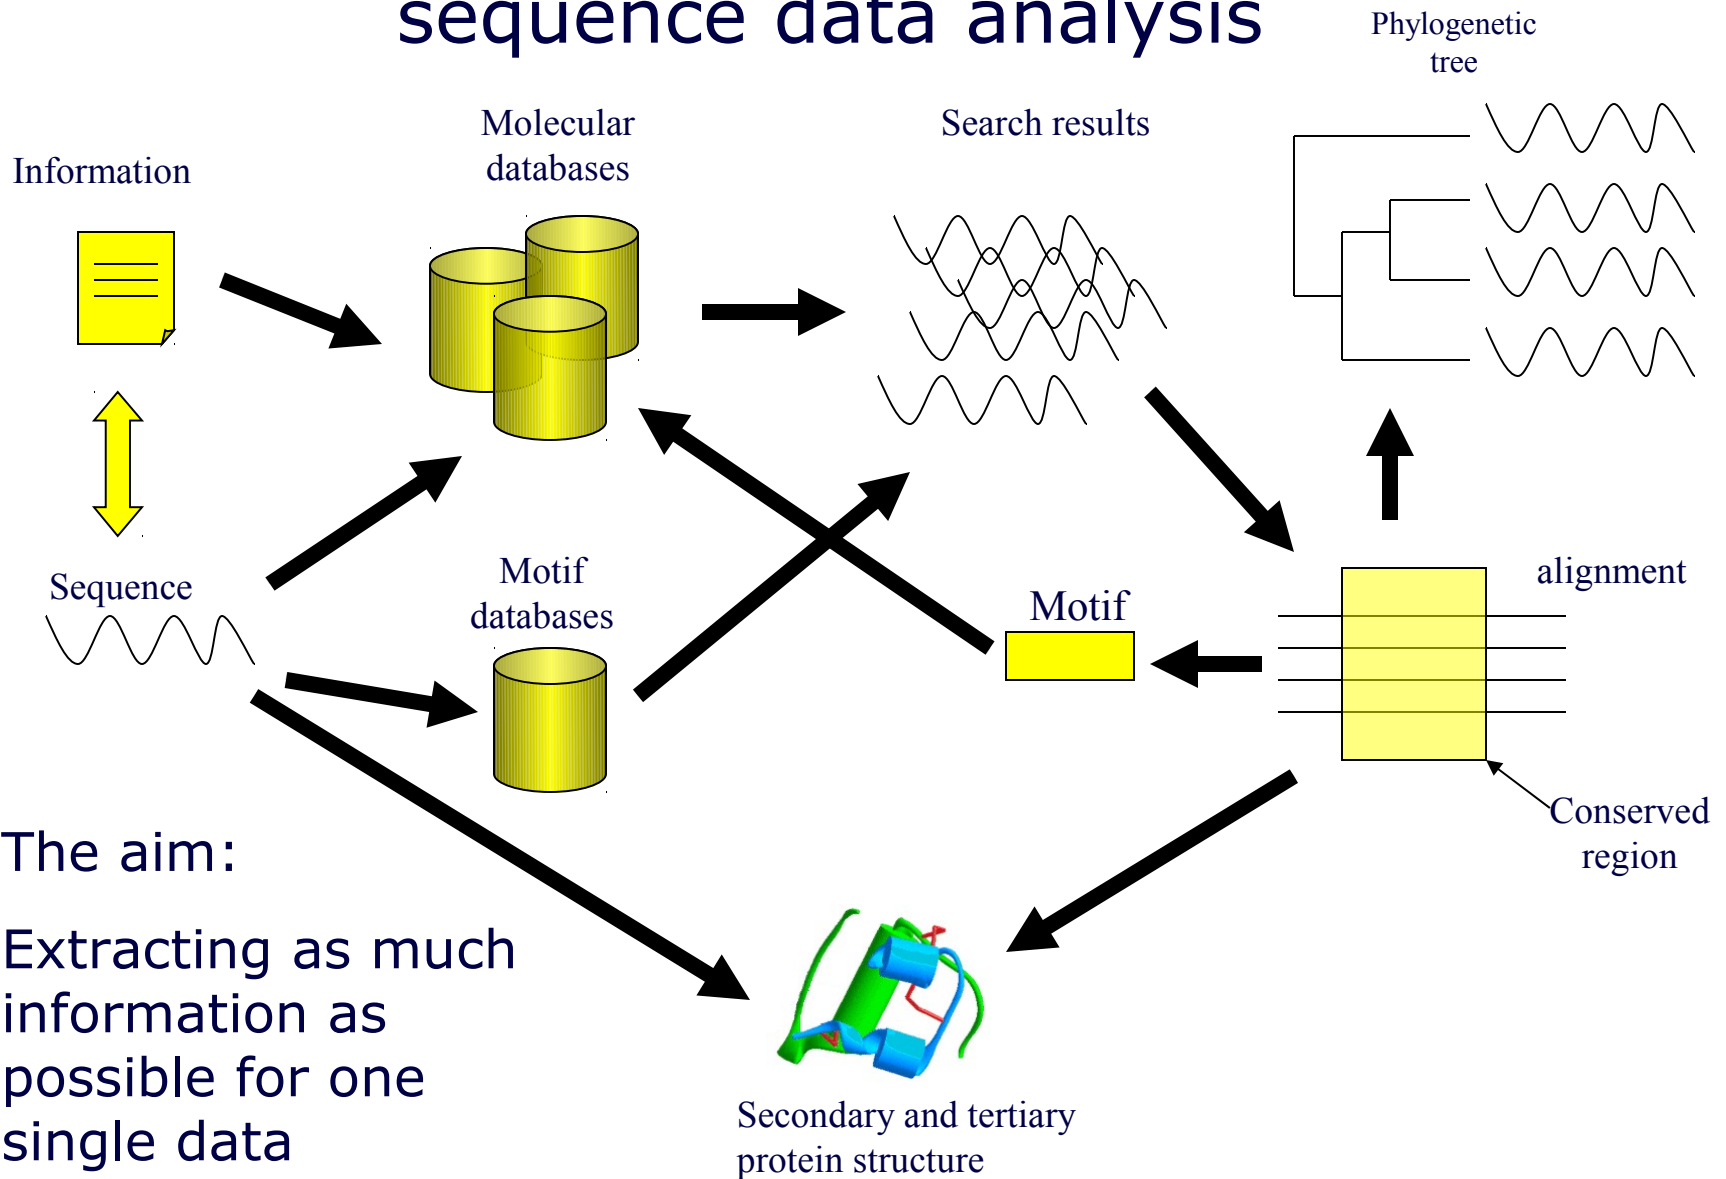 sequence data analysis
Phylogenetic
tree
Molecular
databases
Search results
Information
Sequence
Motif
databases
Motif
alignment
Conserved
region
The aim:
Extracting as much
information as
possible for one
single data
Secondary and tertiary
protein structure